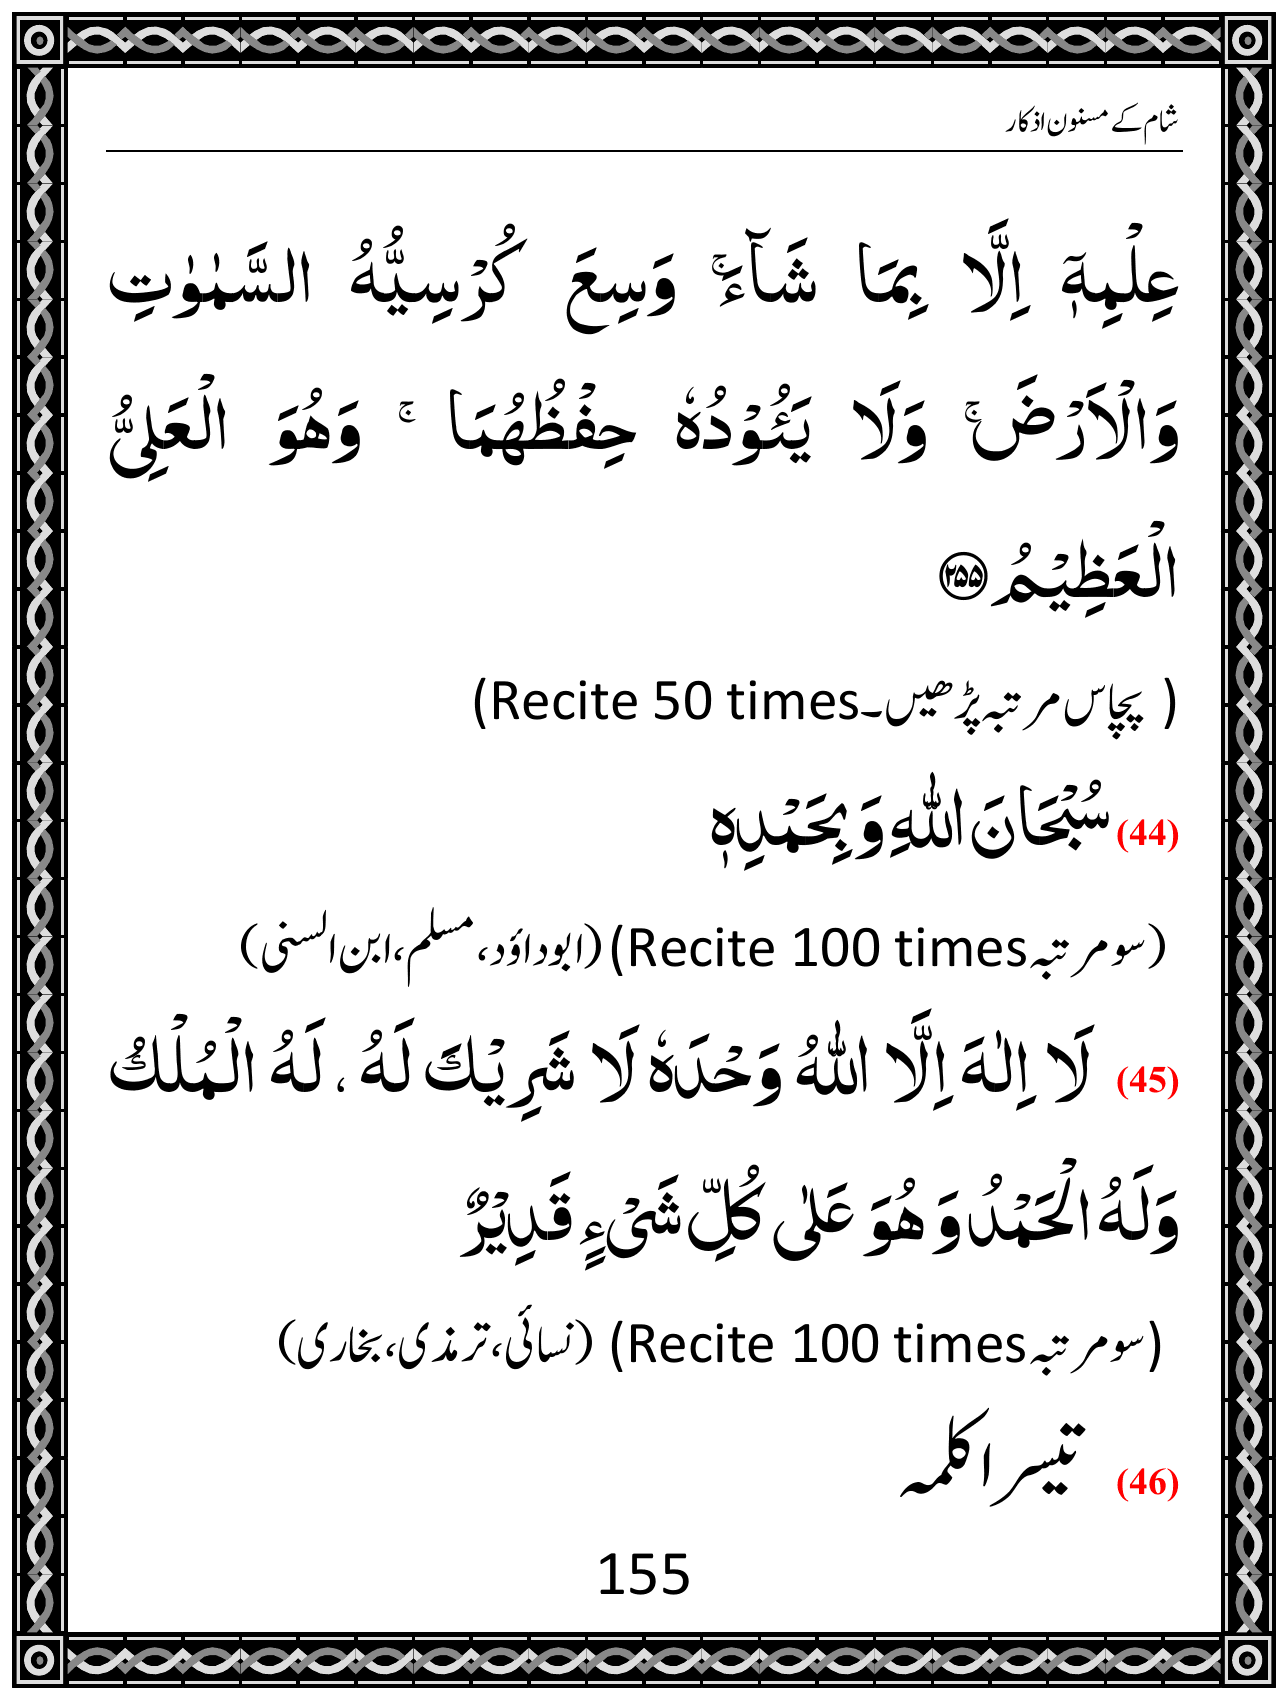 شام کے مسنون اذکار
عِلْمِهٖۤ اِلَّا بِمَا شَآءَ ۚ وَسِعَ كُرْسِيُّهُ السَّمٰوٰتِ
وَالْاَرْضَ ۚ وَلَا يَـُٔوْدُهٗ حِفْظُهُمَا ۚ وَهُوَ الْعَلِيُّ
الْعَظِيْمُ ﴿۲۵۵﴾
( پچاس مرتبہ پڑھیں۔Recite 50 times)
(44) سُبْحَانَ اللّٰهِ وَ بِحَمْدِهٖ
(سو مرتبہ Recite 100 times) (ابوداؤد، مسلم، ابن السنی)
(45) لَا اِلٰهَ اِلَّا اللّٰهُ وَحْدَهٗ لَا شَرِيْكَ لَهُ ، لَهُ الْمُلْكُ
وَلَهُ الْحَمْدُ وَ هُوَ عَلٰى كُلِّ شَیْءٍ قَدِيْرٌ
(سو مرتبہ Recite 100 times) (نسائی، ترمذی، بخاری)
(46) تیسرا کلمہ
155